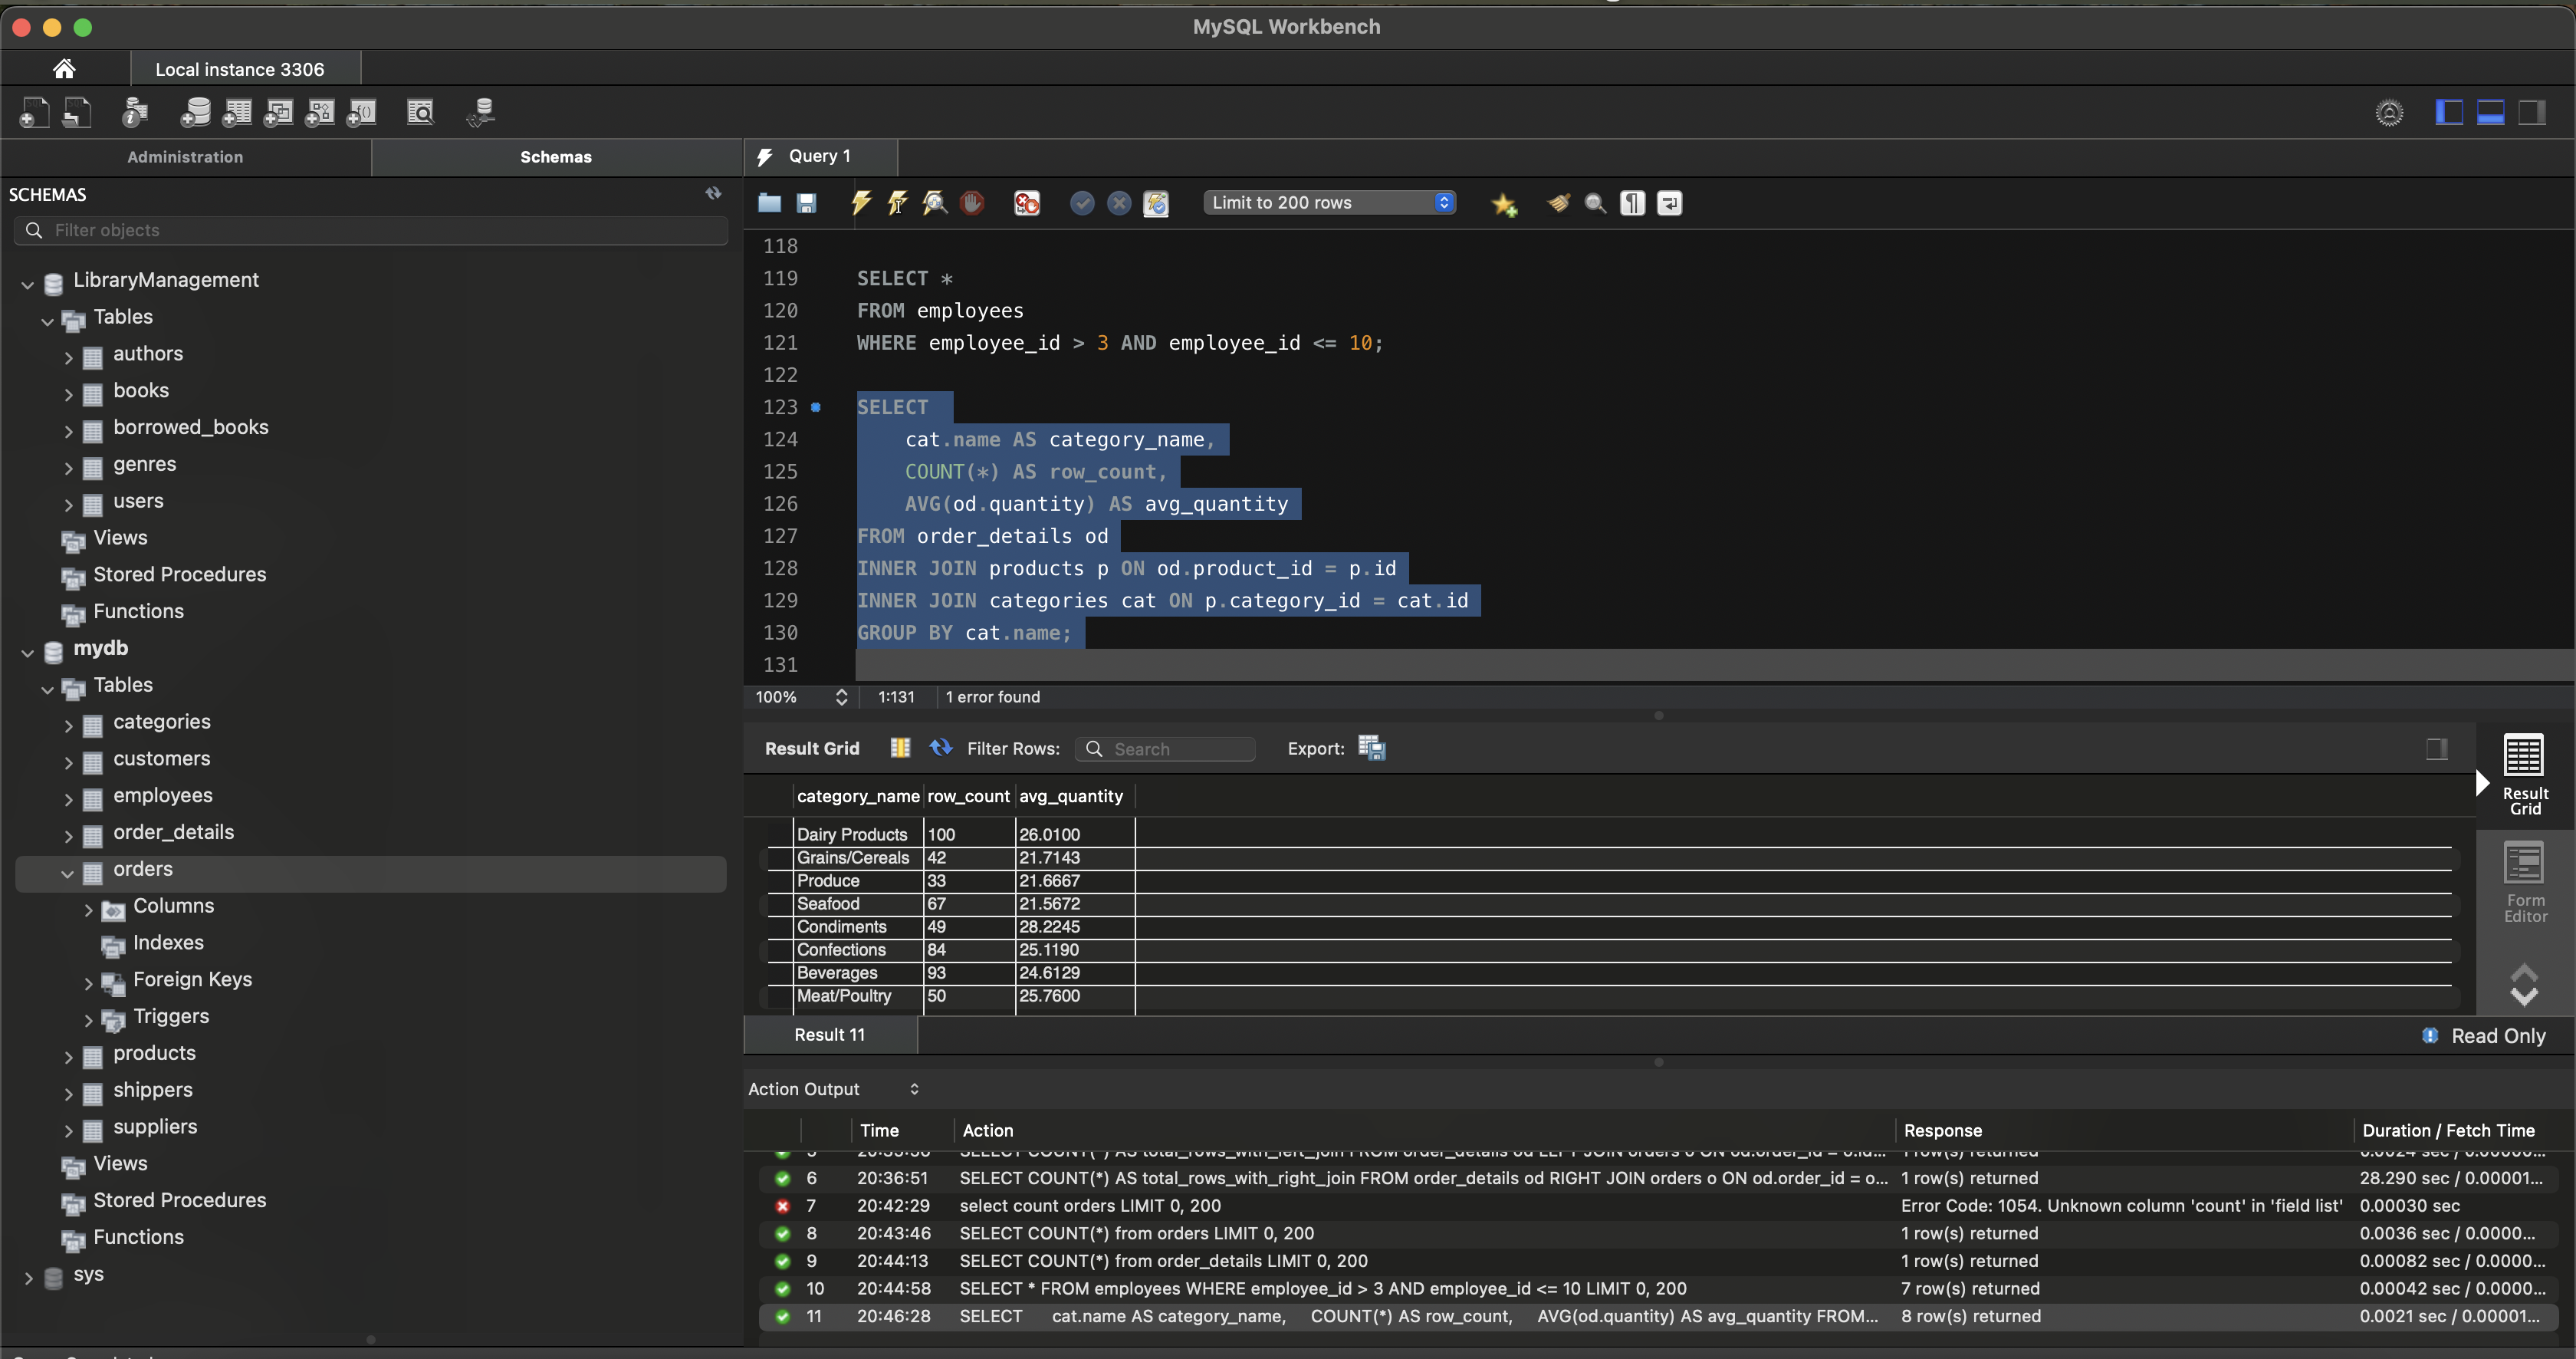 MySQL Workbench
Local instance 3306
Administration
Schemas
Query 1
SCHEMAS
Filter objects
LibraryManagement
Tables
authors
books
borrowed_books
genres
users
Views
Stored Procedures
Functions
mydb
Tables
categories
customers
employees
order_details
orders
Columns
Indexes
Foreign Keys
Triggers
products
shippers
suppliers
Views
Stored Procedures
Functions
sys
Limit to 200 rows
118
119 SELECT *
120 FROM employees
121 WHERE employee_id > 3 AND employee_id <= 10;
122
123 SELECT
124 cat.name AS category_name,
125 COUNT(*) AS row_count,
126 AVG(od.quantity) AS avg_quantity
127 FROM order_details od
128 INNER JOIN products p ON od.product_id = p.id
129 INNER JOIN categories cat ON p.category_id = cat.id
130 GROUP BY cat.name;
131
100% 1:131 1 error found
Result Grid Filter Rows: Search Export:
category_name row_count avg_quantity
Dairy Products 100 26.0100
Grains/Cereals 42 21.7143
Produce 33 21.6667
Seafood 67 21.5672
Condiments 49 28.2245
Confections 84 25.1190
Beverages 93 24.6129
Meat/Poultry 50 25.7600
Result
Grid
Form
Editor
Result 11
Read Only
Action Output
Time Action Response Duration / Fetch Time
6 20:36:51 SELECT COUNT(*) AS total_rows_with_right_join FROM order_details od RIGHT JOIN orders o ON od.order_id = o... 1 row(s) returned 28.290 sec / 0.00001...
7 20:42:29 select count orders LIMIT 0, 200 Error Code: 1054. Unknown column 'count' in 'field list' 0.00030 sec
8 20:43:46 SELECT COUNT(*) from orders LIMIT 0, 200 1 row(s) returned 0.0036 sec / 0.0000...
9 20:44:13 SELECT COUNT(*) from order_details LIMIT 0, 200 1 row(s) returned 0.00082 sec / 0.0000...
10 20:44:58 SELECT * FROM employees WHERE employee_id > 3 AND employee_id <= 10 LIMIT 0, 200 7 row(s) returned 0.00042 sec / 0.0000...
11 20:46:28 SELECT cat.name AS category_name, COUNT(*) AS row_count, AVG(od.quantity) AS avg_quantity FROM... 8 row(s) returned 0.0021 sec / 0.00001...